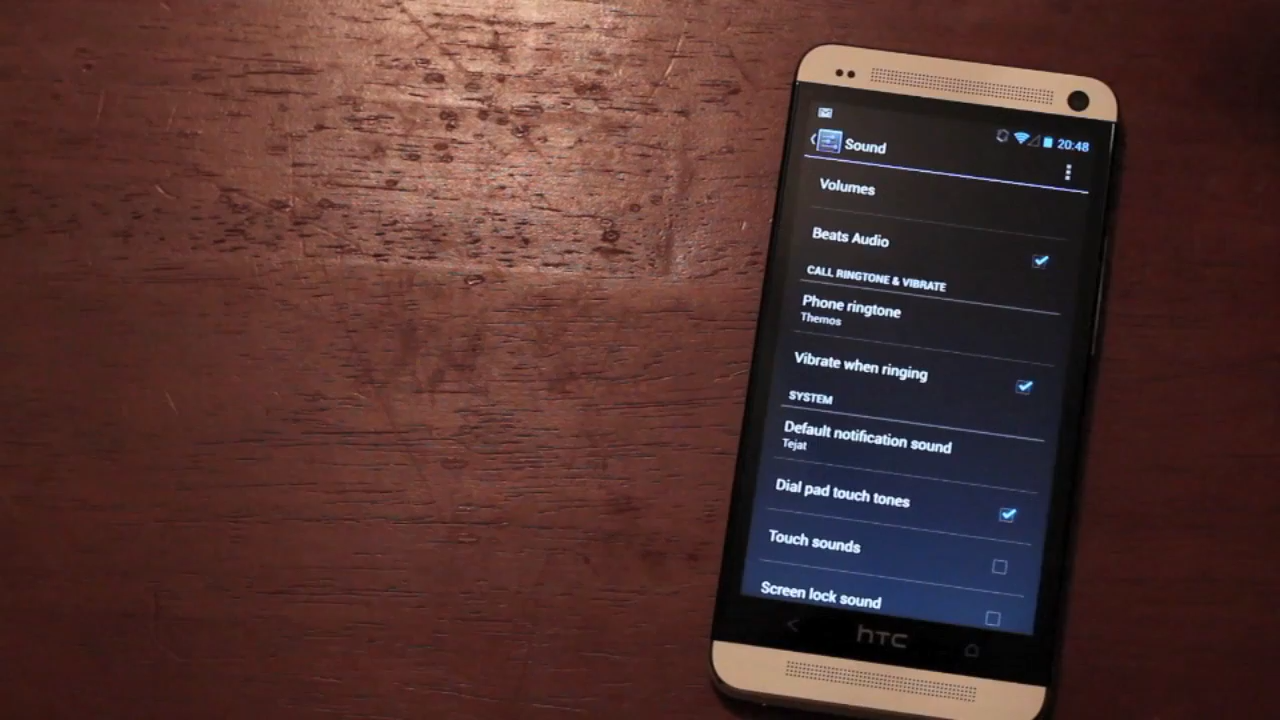 20:48
Sound
Volumes
Beats Audio
CALL RINGTONE & VIBRATE
Phone ringtone
Themos
Vibrate when ringing
SYSTEM
Default notification sound
Tejat
Dial pad touch tones
Touch sounds
Screen lock sound
hTC